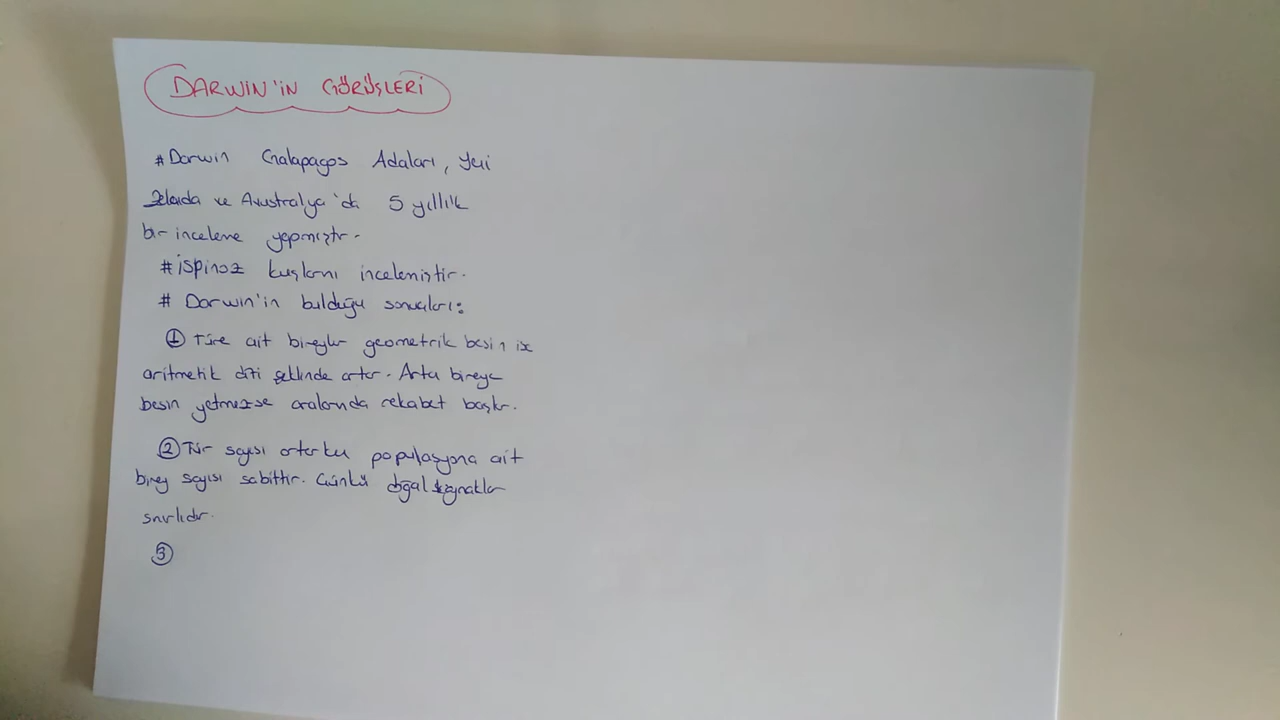 DARWIN'İN GÖRÜŞLERİ
# Darwin Galapagos Adaları, Yeni
Zelanda ve Avustralya'da 5 yıllık
bir inceleme yapmıştır.
# İspinoz kuşlarını incelemiştir.
# Darwin'in bulduğu sonuçları:
① Türe ait bireyler geometrik besin ise
aritmetik dizi şeklinde artar. Artan bireye
besin yetmezse aralarında rekabet başlar.
② Tür sayısı artarken populasyona ait
birey sayısı sabittir. Çünkü doğal kaynaklar
sınırlıdır.
③